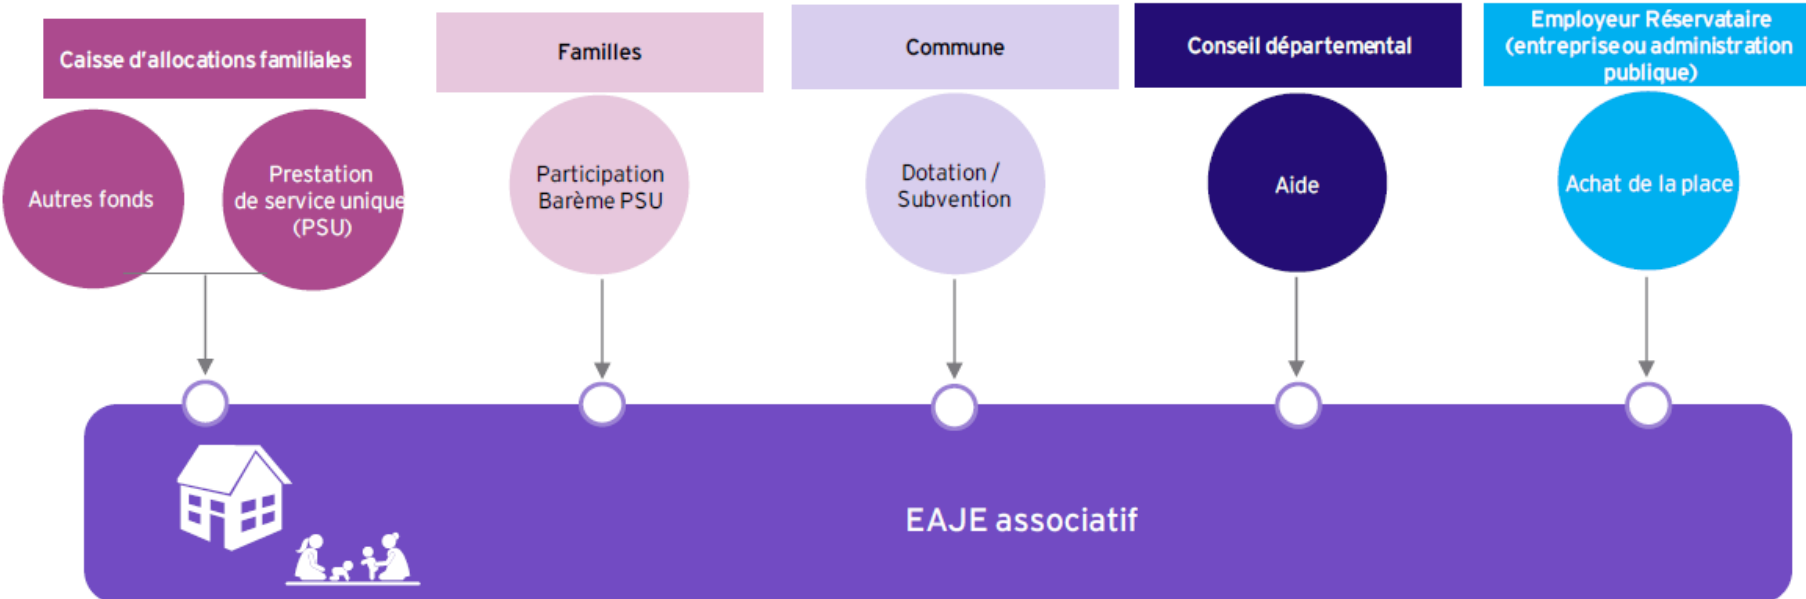 Caisse d'allocations familiales
Familles
Commune
Conseil départemental
Employeur Réservataire
(entreprise ou administration
publique)
Autres fonds
Prestation
de service unique
(PSU)
Participation
Barème PSU
Dotation /
Subvention
Aide
Achat de la place
EAJE associatif